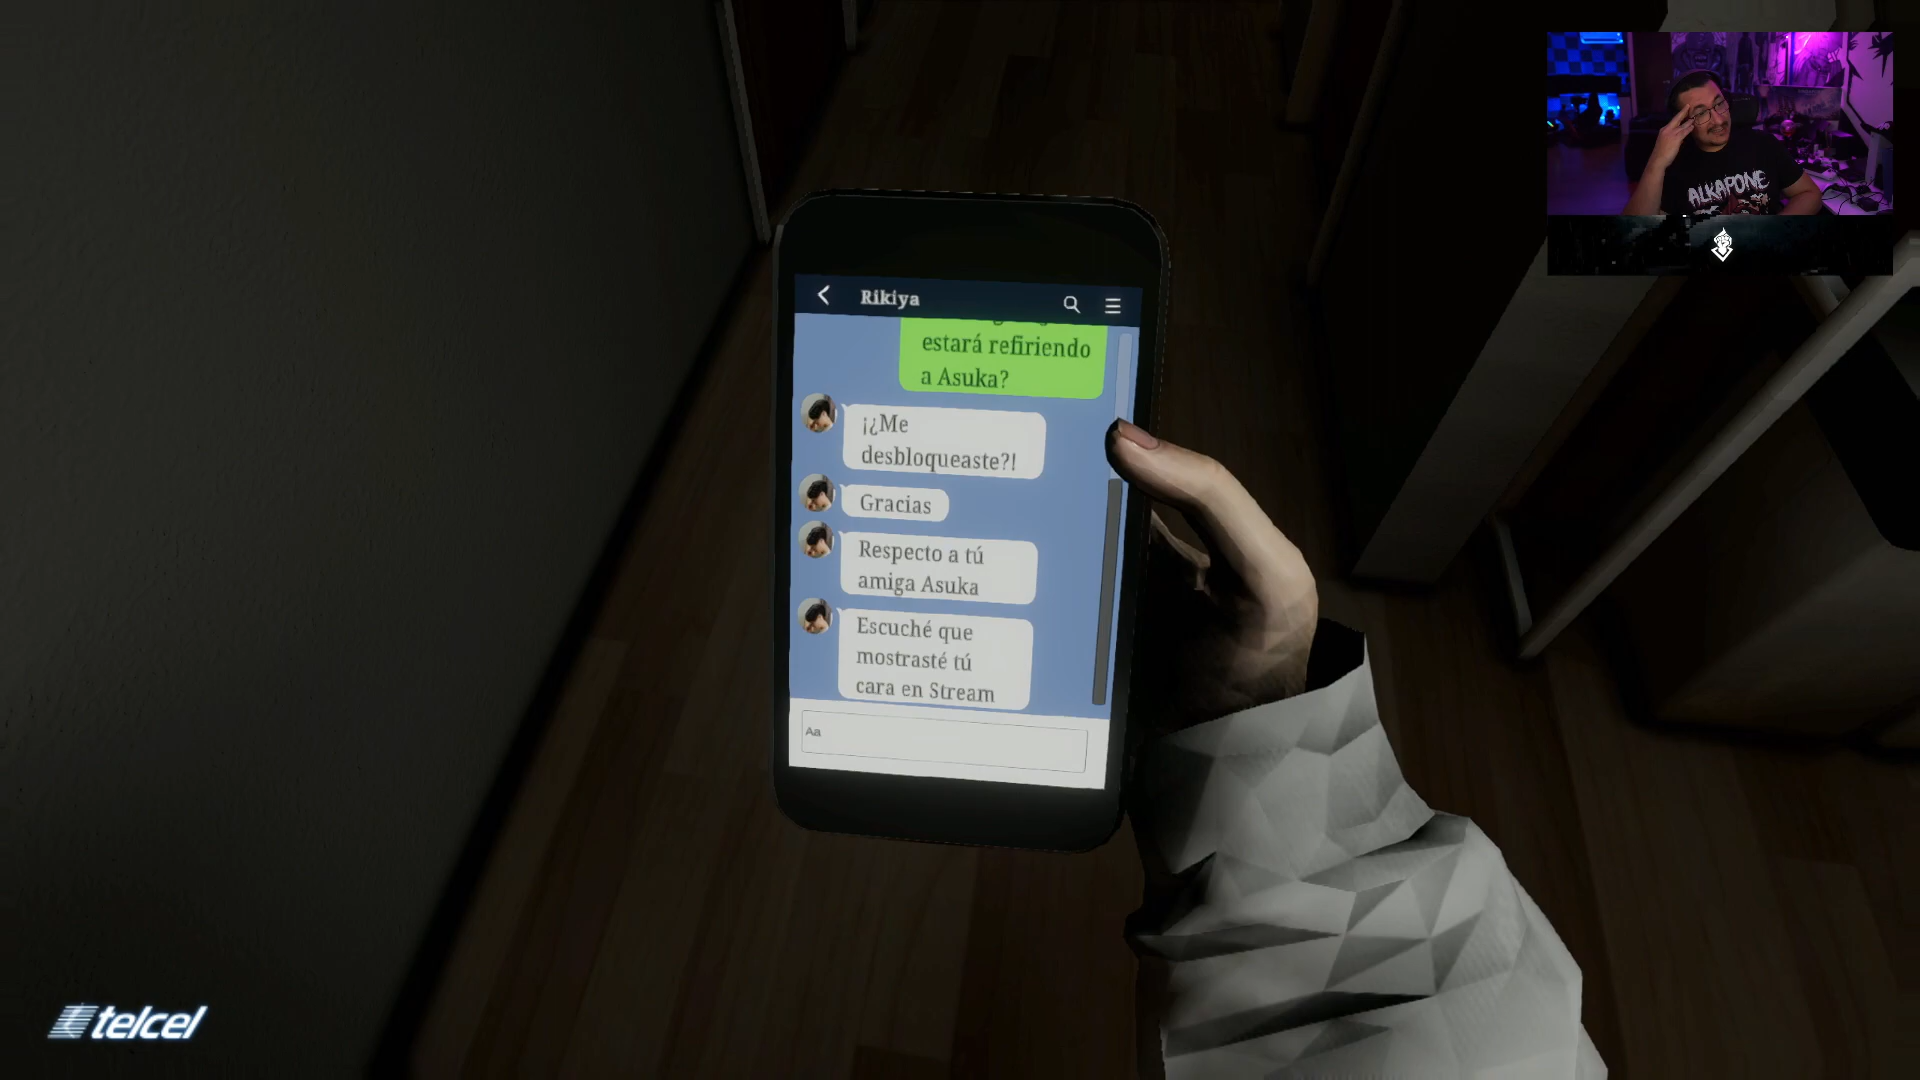 ALKAPONE
Rikiya
estará refiriendo
a Asuka?
¡¿Me
desbloqueaste?!
Gracias
Respecto a tú
amiga Asuka
Escuché que
mostrasté tú
cara en Stream
Aa
telcel